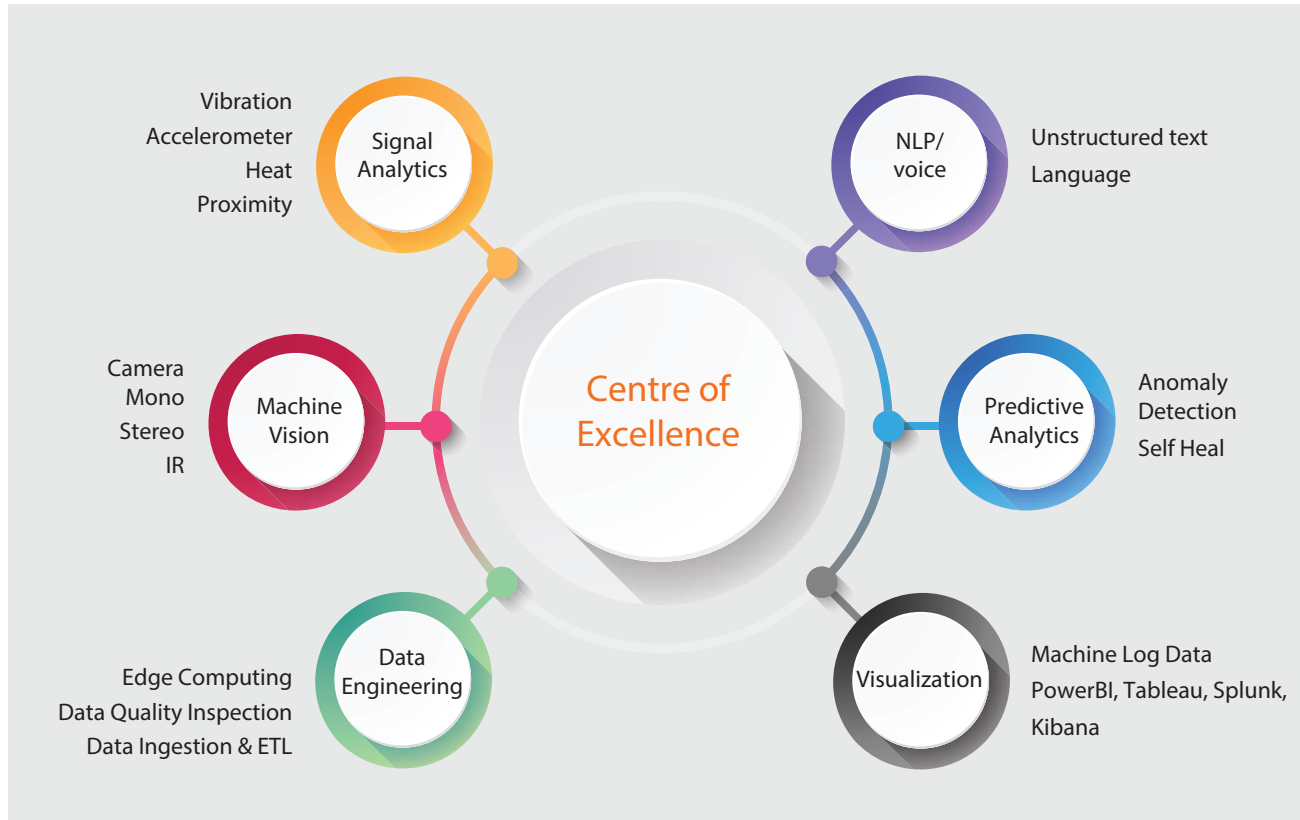 Vibration
Accelerometer
Heat
Proximity
Signal
Analytics
NLP/
voice
Unstructured text
Language
Camera
Mono
Stereo
IR
Machine
Vision
Centre of
Excellence
Predictive
Analytics
Anomaly
Detection
Self Heal
Edge Computing
Data Quality Inspection
Data Ingestion & ETL
Data
Engineering
Visualization
Machine Log Data
PowerBI, Tableau, Splunk,
Kibana